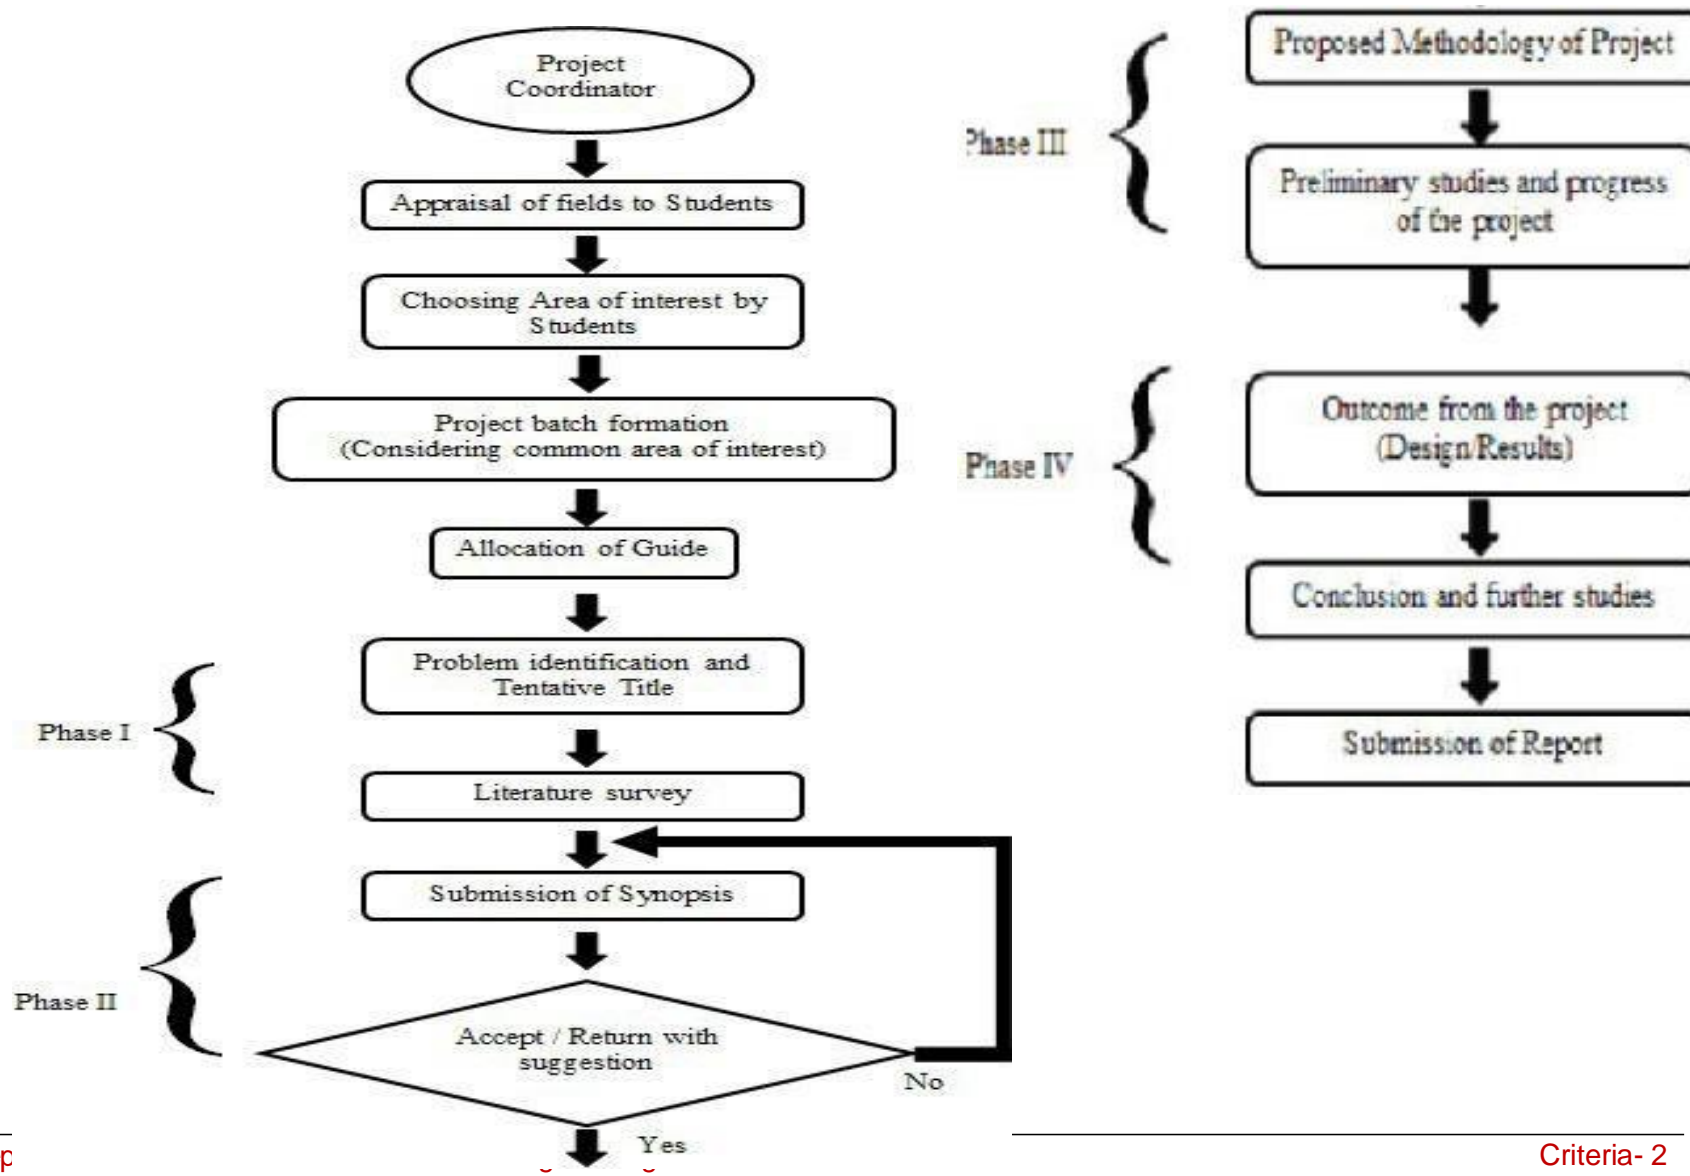 Project
Coordinator
Appraisal of fields to Students
Choosing Area of interest by
Students
Project batch formation
(Considering common area of interest)
Allocation of Guide
Problem identification and
Tentative Title
Phase I
Literature survey
Submission of Synopsis
Phase II
Accept / Return with
suggestion
No
Yes
Proposed Methodology of Project
Phase III
Preliminary studies and progress
of the project
Outcome from the project
(Design/Results)
Phase IV
Conclusion and further studies
Submission of Report
Criteria- 2